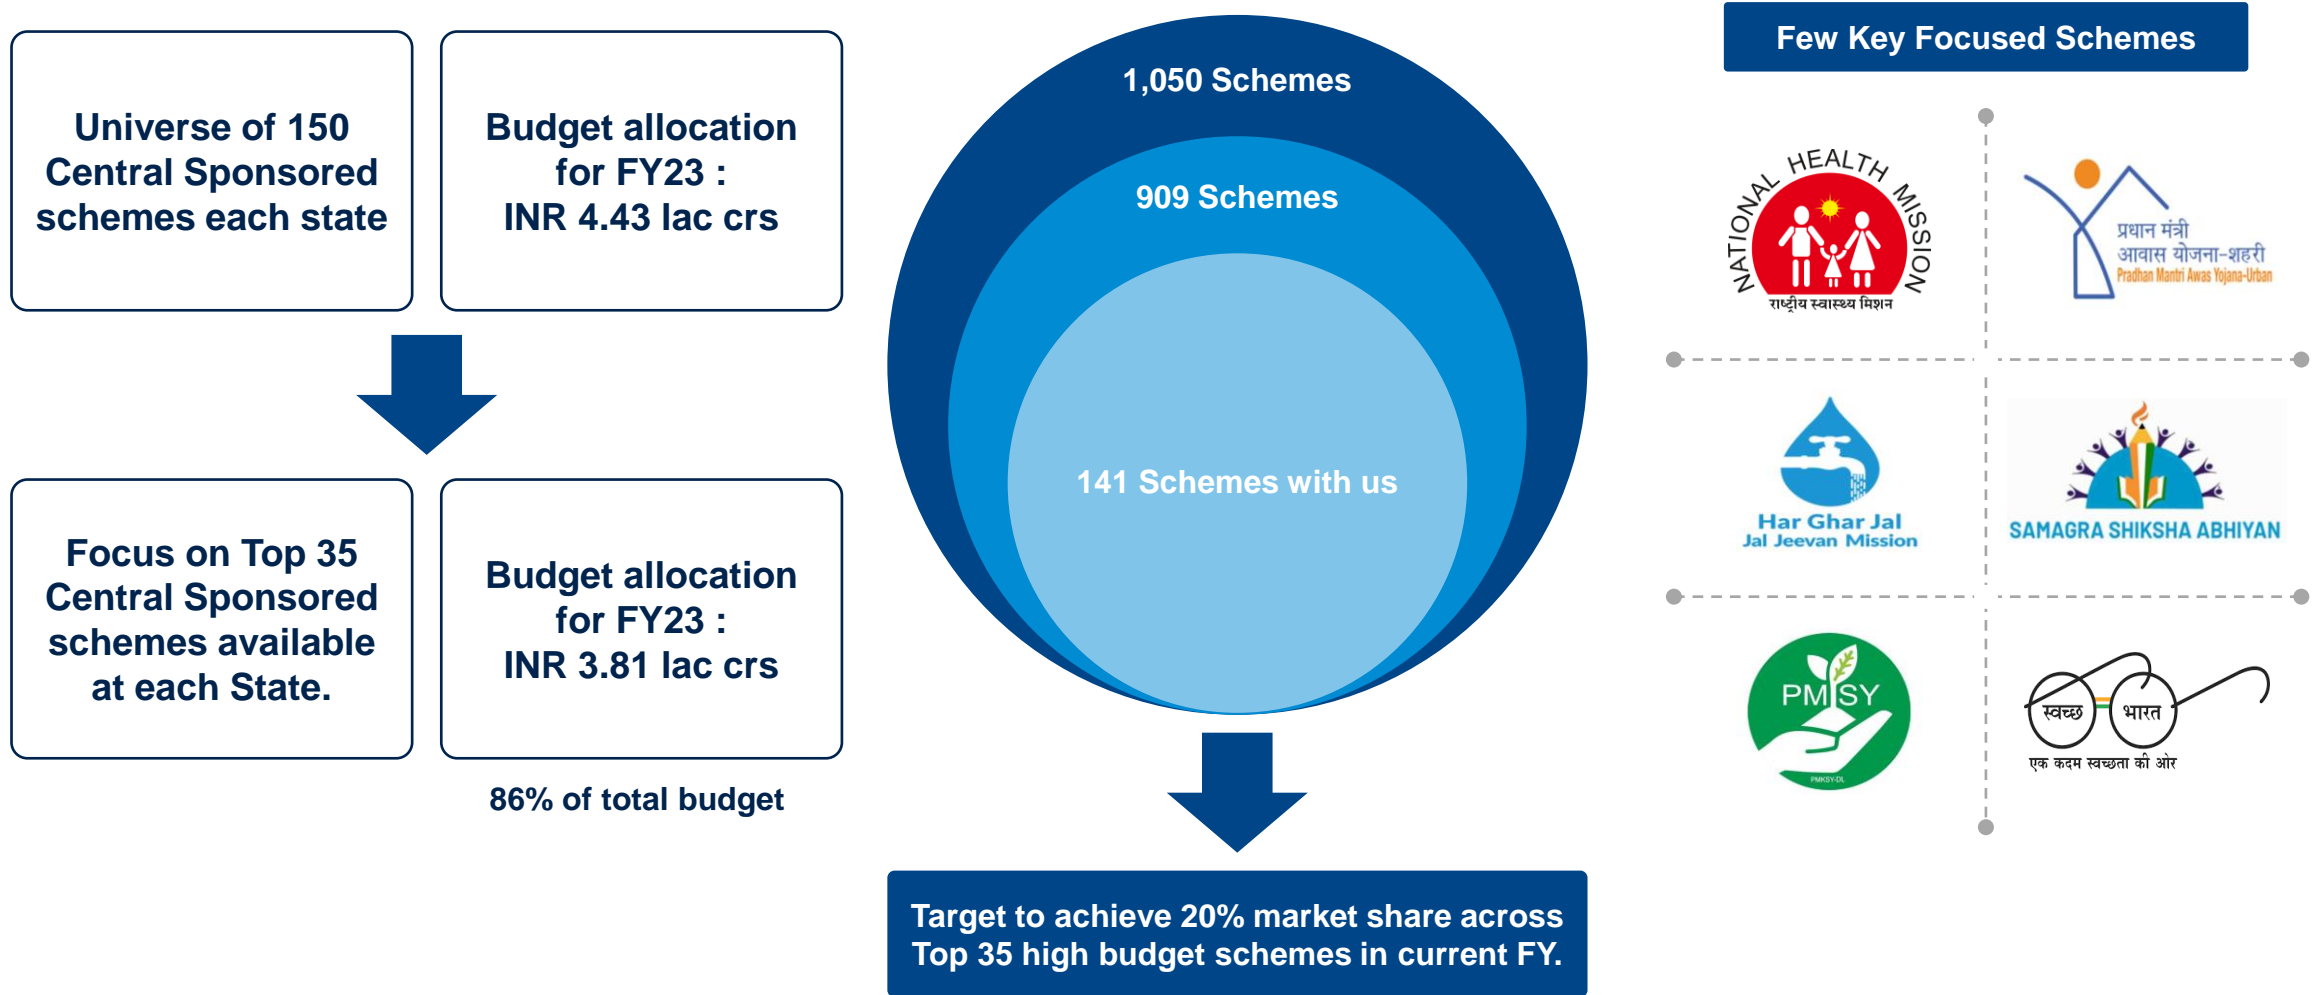 Universe of 150
Central Sponsored
schemes each state
Budget allocation
for FY23 :
INR 4.43 lac crs
Focus on Top 35
Central Sponsored
schemes available
at each State.
Budget allocation
for FY23 :
INR 3.81 lac crs
86% of total budget
1,050 Schemes
909 Schemes
141 Schemes with us
Target to achieve 20% market share across
Top 35 high budget schemes in current FY.
Few Key Focused Schemes
NATIONAL HEALTH MISSION
राष्ट्रीय स्वास्थ्य मिशन
प्रधान मंत्री
आवास योजना-शहरी
Pradhan Mantri Awas Yojana-Urban
Har Ghar Jal
Jal Jeevan Mission
SAMAGRA SHIKSHA ABHIYAN
PMKSY
PMKSY-DL
स्वच्छ भारत
एक कदम स्वच्छता की ओर